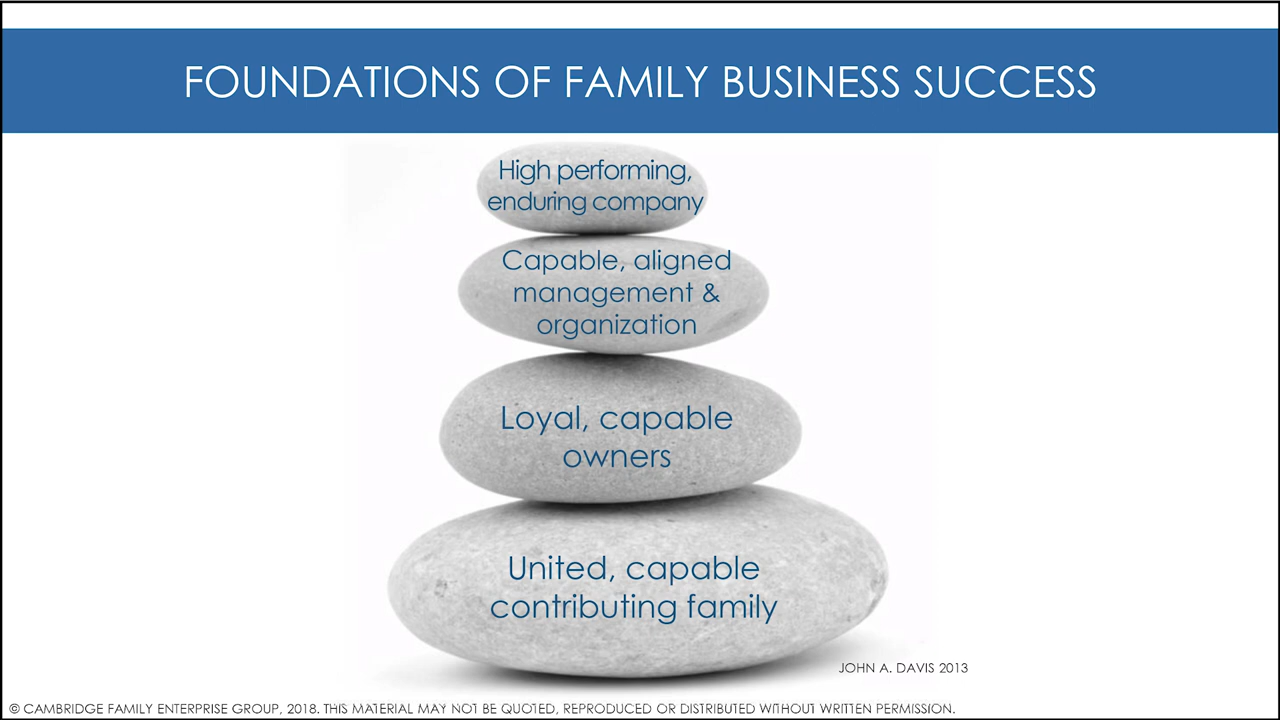 FOUNDATIONS OF FAMILY BUSINESS SUCCESS
High performing,
enduring company
Capable, aligned
management &
organization
Loyal, capable
owners
United, capable
contributing family
JOHN A. DAVIS 2013
© CAMBRIDGE FAMILY ENTERPRISE GROUP, 2018. THIS MATERIAL MAY NOT BE QUOTED, REPRODUCED OR DISTRIBUTED WITHOUT WRITTEN PERMISSION.